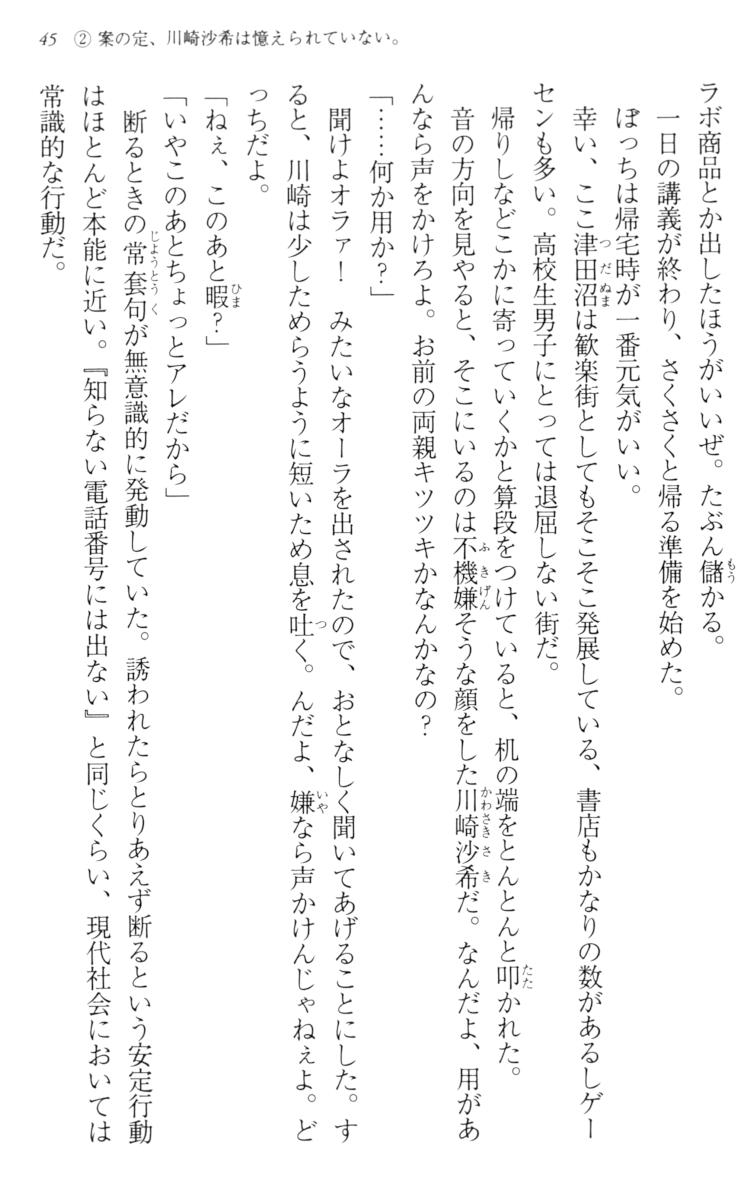 45 ② 案の定、川崎沙希は憶えられていない。
ラボ商品とか出したほうがいいぜ。たぶん儲かる。
一日の講義が終わり、さくさくと帰る準備を始めた。
ぼっちは帰宅時が一番元気がいい。
幸い、ここ津田沼は歓楽街としてもそこそこ発展している、書店もかなりの数があるしゲー
センも多い。高校生男子にとっては退屈しない街だ。
帰りしなどこかに寄っていくかと算段をつけていると、机の端をとんとんと叩かれた。
音の方向を見やると、そこにいるのは不機嫌そうな顔をした川崎沙希だ。なんだよ、用があ
んなら声をかけろよ。お前の両親キツツキかなんかなの?
「……何か用か?」
聞けよオラァ! みたいなオーラを出されたので、おとなしく聞いてあげることにした。す
ると、川崎は少しためらうように短いため息を吐く。んだよ、嫌なら声かけんじゃねぇよ。ど
っちだよ。
「ねぇ、このあと暇?」
「いやこのあとちょっとアレだから」
断るときの常套句が無意識的に発動していた。誘われたらとりあえず断るという安定行動
はほとんど本能に近い。『知らない電話番号には出ない』と同じくらい、現代社会においては
常識的な行動だ。